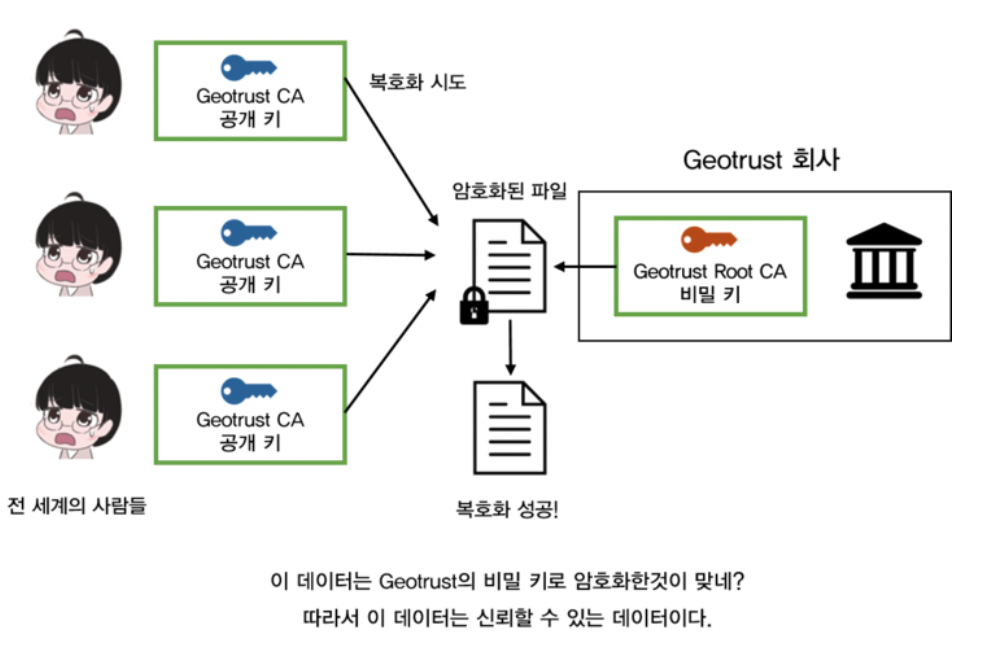 Geotrust CA
공개 키
복호화 시도
Geotrust 회사
암호화된 파일
Geotrust CA
공개 키
Geotrust Root CA
비밀 키
Geotrust CA
공개 키
전 세계의 사람들
복호화 성공!
이 데이터는 Geotrust의 비밀 키로 암호화한것이 맞네?
따라서 이 데이터는 신뢰할 수 있는 데이터이다.